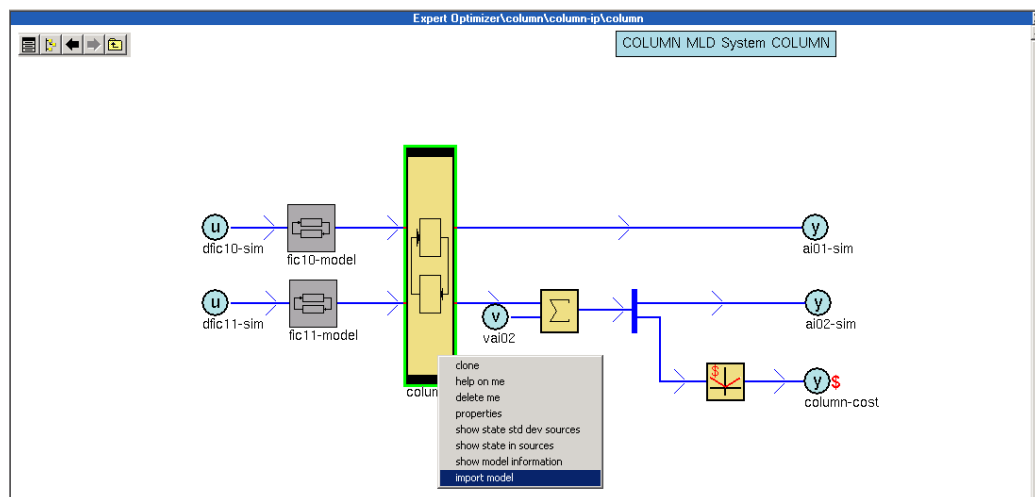 Expert Optimizer\column\column-ip\column
COLUMN MLD System COLUMN
u
dfic10-sim
fic10-model
y
ai01-sim
u
dfic11-sim
fic11-model
v
vai02
Σ
y
ai02-sim
$
y$
column-cost
colum
clone
help on me
delete me
properties
show state std dev sources
show state in sources
show model information
import model